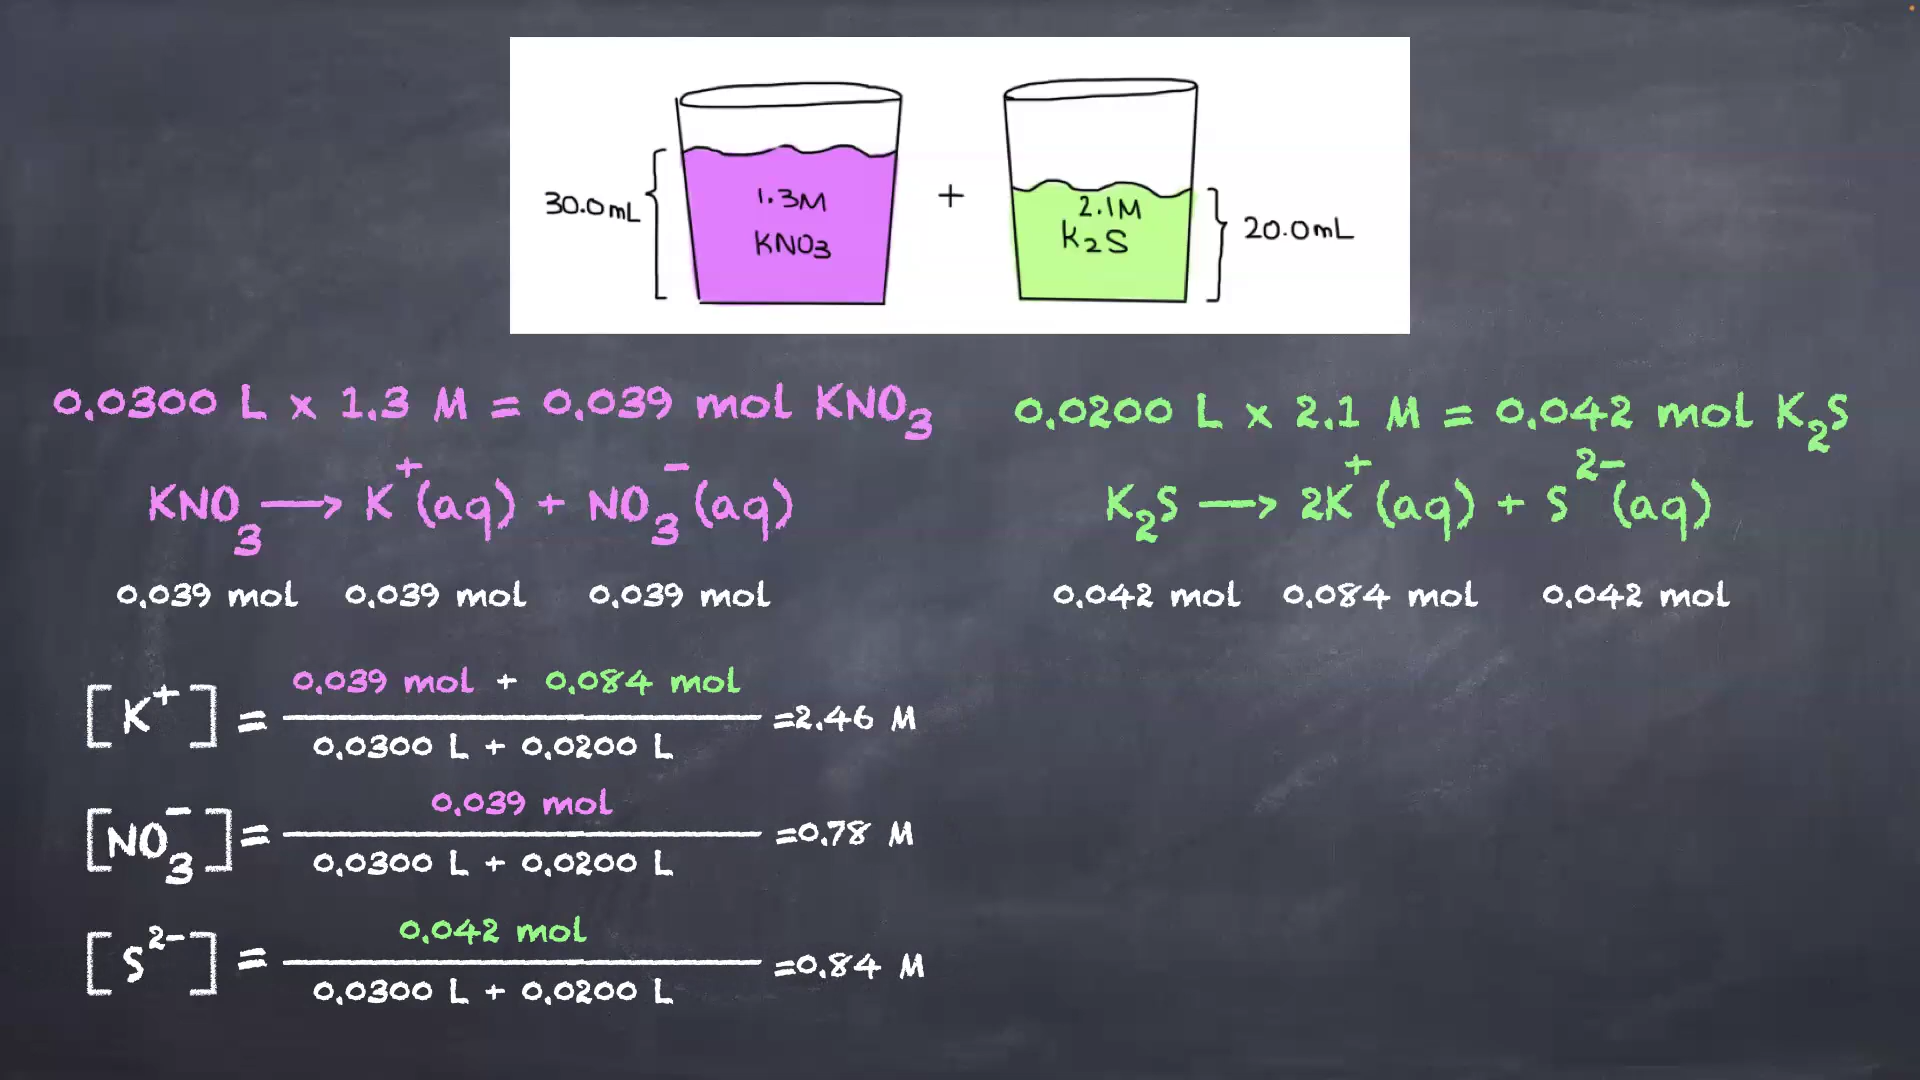 30.0mL
1.3M
KNO3
+
2.1M
K2S
20.0mL
0.0300 L x 1.3 M = 0.039 mol KNO₃
0.0200 L x 2.1 M = 0.042 mol K₂S
KNO₃ ⟶ K⁺(aq) + NO₃⁻(aq)
K₂S ⟶ 2K⁺(aq) + S²⁻(aq)
0.039 mol 0.039 mol 0.039 mol
0.042 mol 0.084 mol 0.042 mol
0.039 mol + 0.084 mol
[K⁺] = =2.46 M
0.0300 L + 0.0200 L
0.039 mol
[NO₃⁻] = =0.78 M
0.0300 L + 0.0200 L
0.042 mol
[S²⁻] = =0.84 M
0.0300 L + 0.0200 L